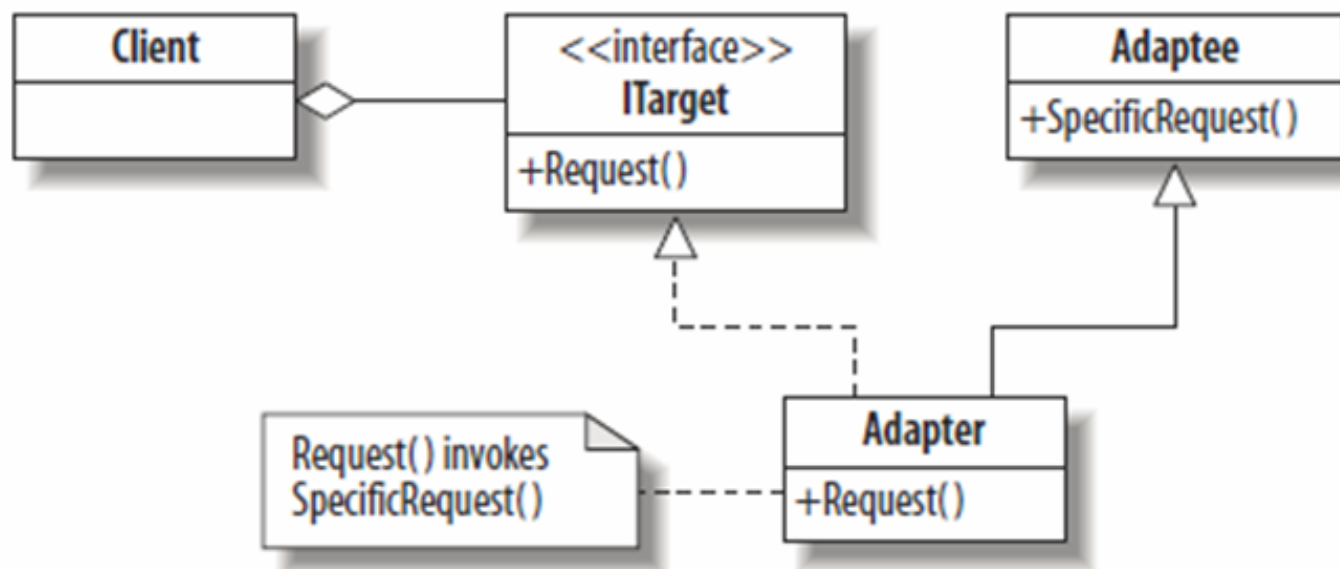 Client
<<interface>>
ITarget
+Request()
Adaptee
+SpecificRequest()
Request() invokes
SpecificRequest()
Adapter
+Request()